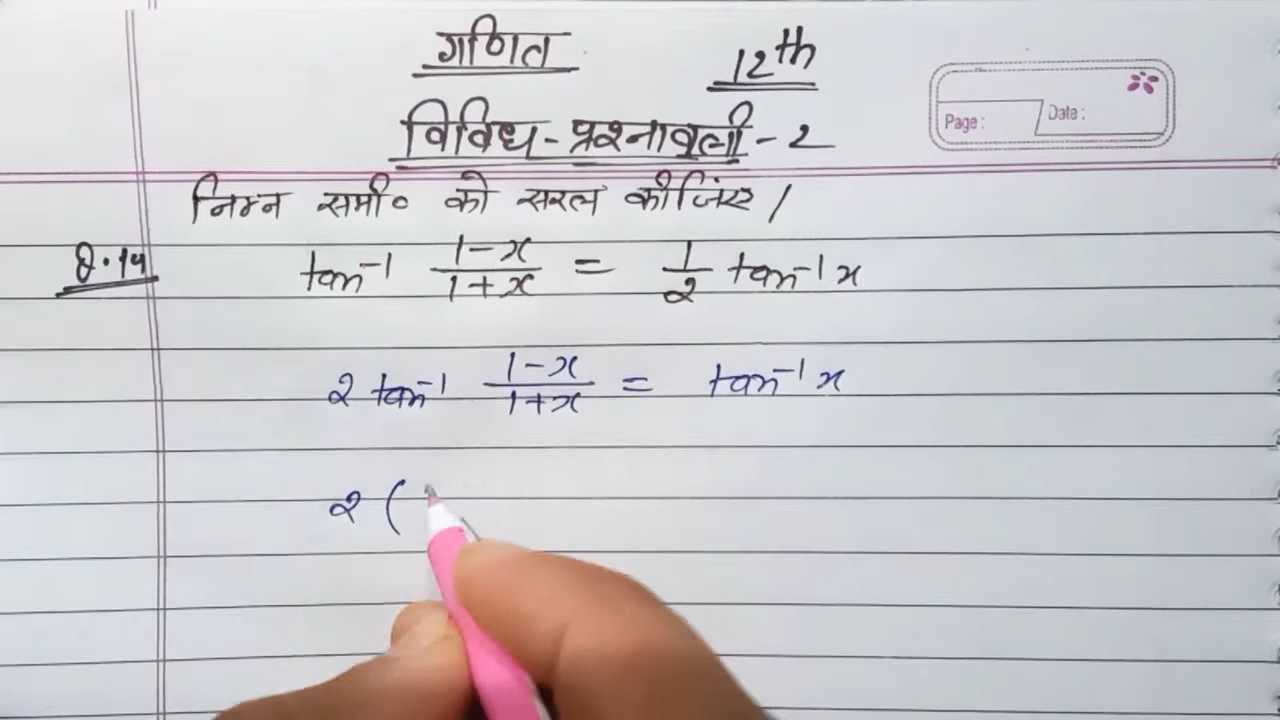 गणित 12th
Page: Date:
विविध-प्रश्नावली-2
निम्न समी० को सरल कीजिए।
Q.14 tan⁻¹ (1-x)/(1+x) = 1/2 tan⁻¹x
2 tan⁻¹ (1-x)/(1+x) = tan⁻¹x
2 (